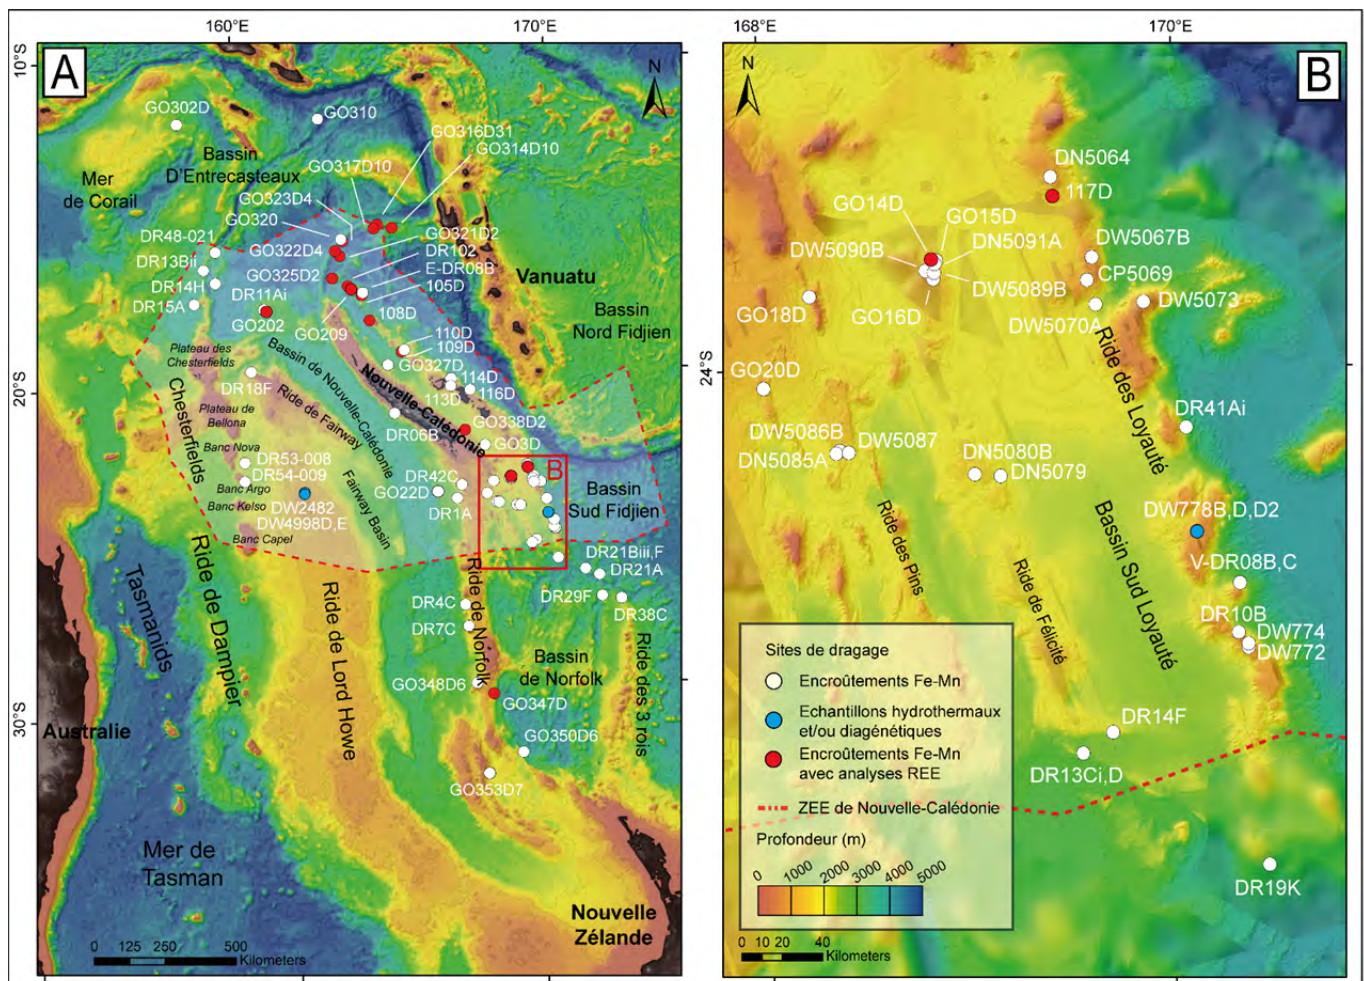 160°E
170°E
168°E
170°E
10°S
20°S
30°S
24°S
A
N
GO302D
GO310
GO316D31
GO314D10
Bassin
D'Entrecasteaux
GO317D10
Mer
de Corail
GO323D4
GO320
DR48-021
GO322D4
GO321D2
DR102
DR13Bii
E-DR08B
GO325D2
105D
Vanuatu
DR14H
DR15A
DR11Ai
GO202
GO209
108D
Bassin
Nord Fidjien
110D
109D
GO327D
Plateau des
Chesterfields
114D
116D
113D
DR18F
Bassin de Nouvelle-Calédonie
Nouvelle-Calédonie
Chesterfields
Plateau de
Bellona
Ride de Fairway
DR06B
GO338D2
GO3D
Banc Nova
DR53-008
DR54-009
Banc Argo
DR42C
GO22D
B
DW2482
DW4998D,E
Banc Kelso
DR1A
Bassin
Sud Fidjien
Fairway Basin
Banc Capel
DR21Biii,F
DR21A
DR29F
DR38C
DR4C
DR7C
Tasmanids
Ride de Dampier
Ride de Lord Howe
Ride de Norfolk
Bassin
de Norfolk
Ride des 3 rois
GO348D6
GO347D
Australie
GO350D6
GO353D7
Mer de
Tasman
Nouvelle
Zélande
0 125 250 500
Kilometers
B
N
DN5064
117D
GO14D
GO15D
DW5090B
DN5091A
DW5067B
CP5069
DW5089B
DW5073
GO18D
GO16D
DW5070A
Ride des Loyauté
GO20D
DR41Ai
DW5086B
DW5087
DN5085A
DN5080B
DN5079
DW778B,D,D2
Ride des Pins
V-DR08B,C
Ride de Félicité
Bassin Sud Loyauté
DR10B
DW774
DW772
DR14F
DR13Ci,D
DR19K
Sites de dragage
Encroûtements Fe-Mn
Echantillons hydrothermaux
et/ou diagénétiques
Encroûtements Fe-Mn
avec analyses REE
ZEE de Nouvelle-Calédonie
Profondeur (m)
0 1000 2000 3000 4000 5000
0 10 20 40
Kilometers